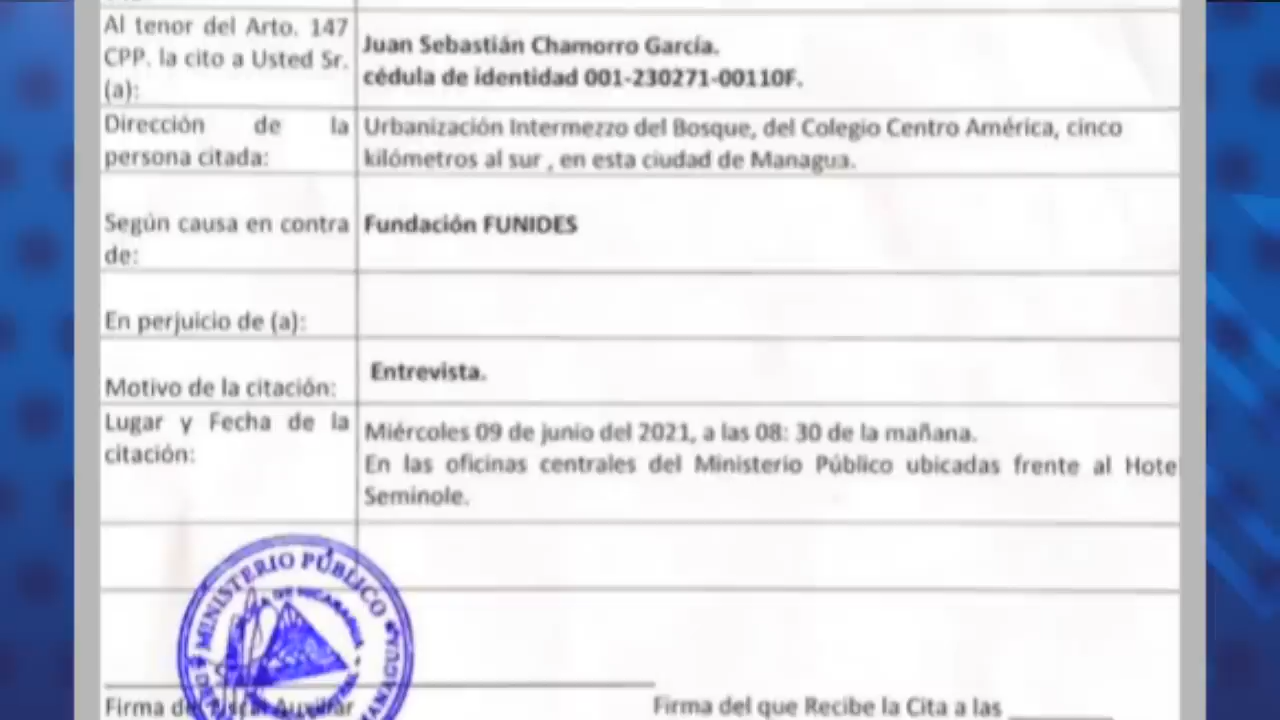 Al tenor del Arto. 147
CPP. la cito a Usted Sr.
(a):
Juan Sebastián Chamorro García.
cédula de identidad 001-230271-00110F.
Dirección de la
persona citada:
Urbanización Intermezzo del Bosque, del Colegio Centro América, cinco
kilómetros al sur , en esta ciudad de Managua.
Según causa en contra
de:
Fundación FUNIDES
En perjuicio de (a):
Motivo de la citación:
Entrevista.
Lugar y Fecha de la
citación:
Miércoles 09 de junio del 2021, a las 08: 30 de la mañana.
En las oficinas centrales del Ministerio Público ubicadas frente al Hote
Seminole.
MINISTERIO PÚBLICO
DE NICARAGUA
MANAGUA
Firma del Fiscal Auxiliar
Firma del que Recibe la Cita a las